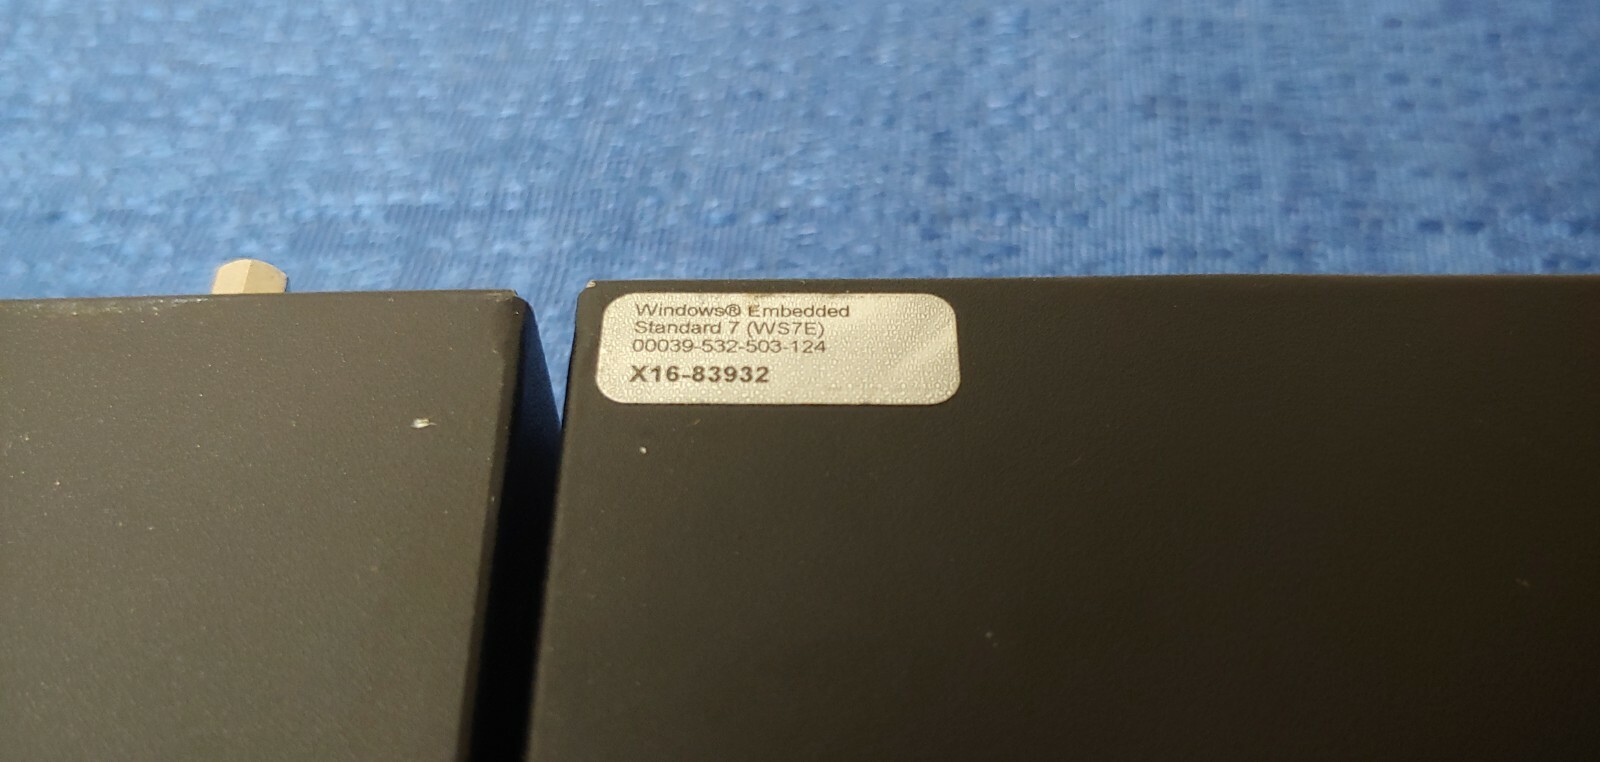 Windows® Embedded
Standard 7 (WS7E)
00039-532-503-124
X16-83932